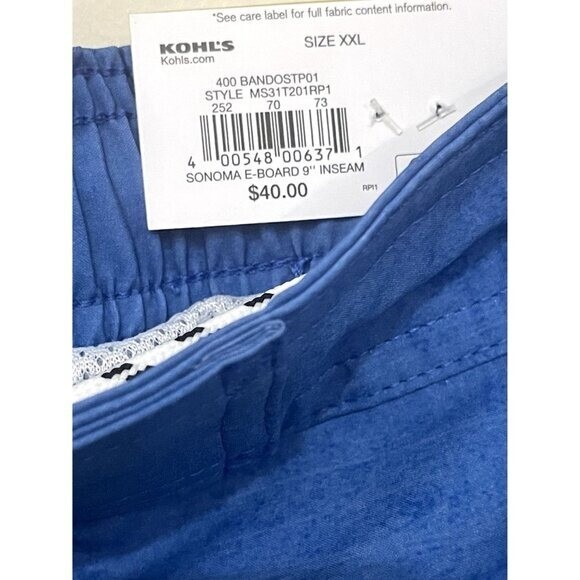 *See care label for full fabric content information.
KOHL'S
SIZE XXL
Kohls.com
400 BANDOSTP01
STYLE MS31T201RP1
252 70 73
4 00548 00637 1
SONOMA E-BOARD 9" INSEAM
$40.00
RPI1